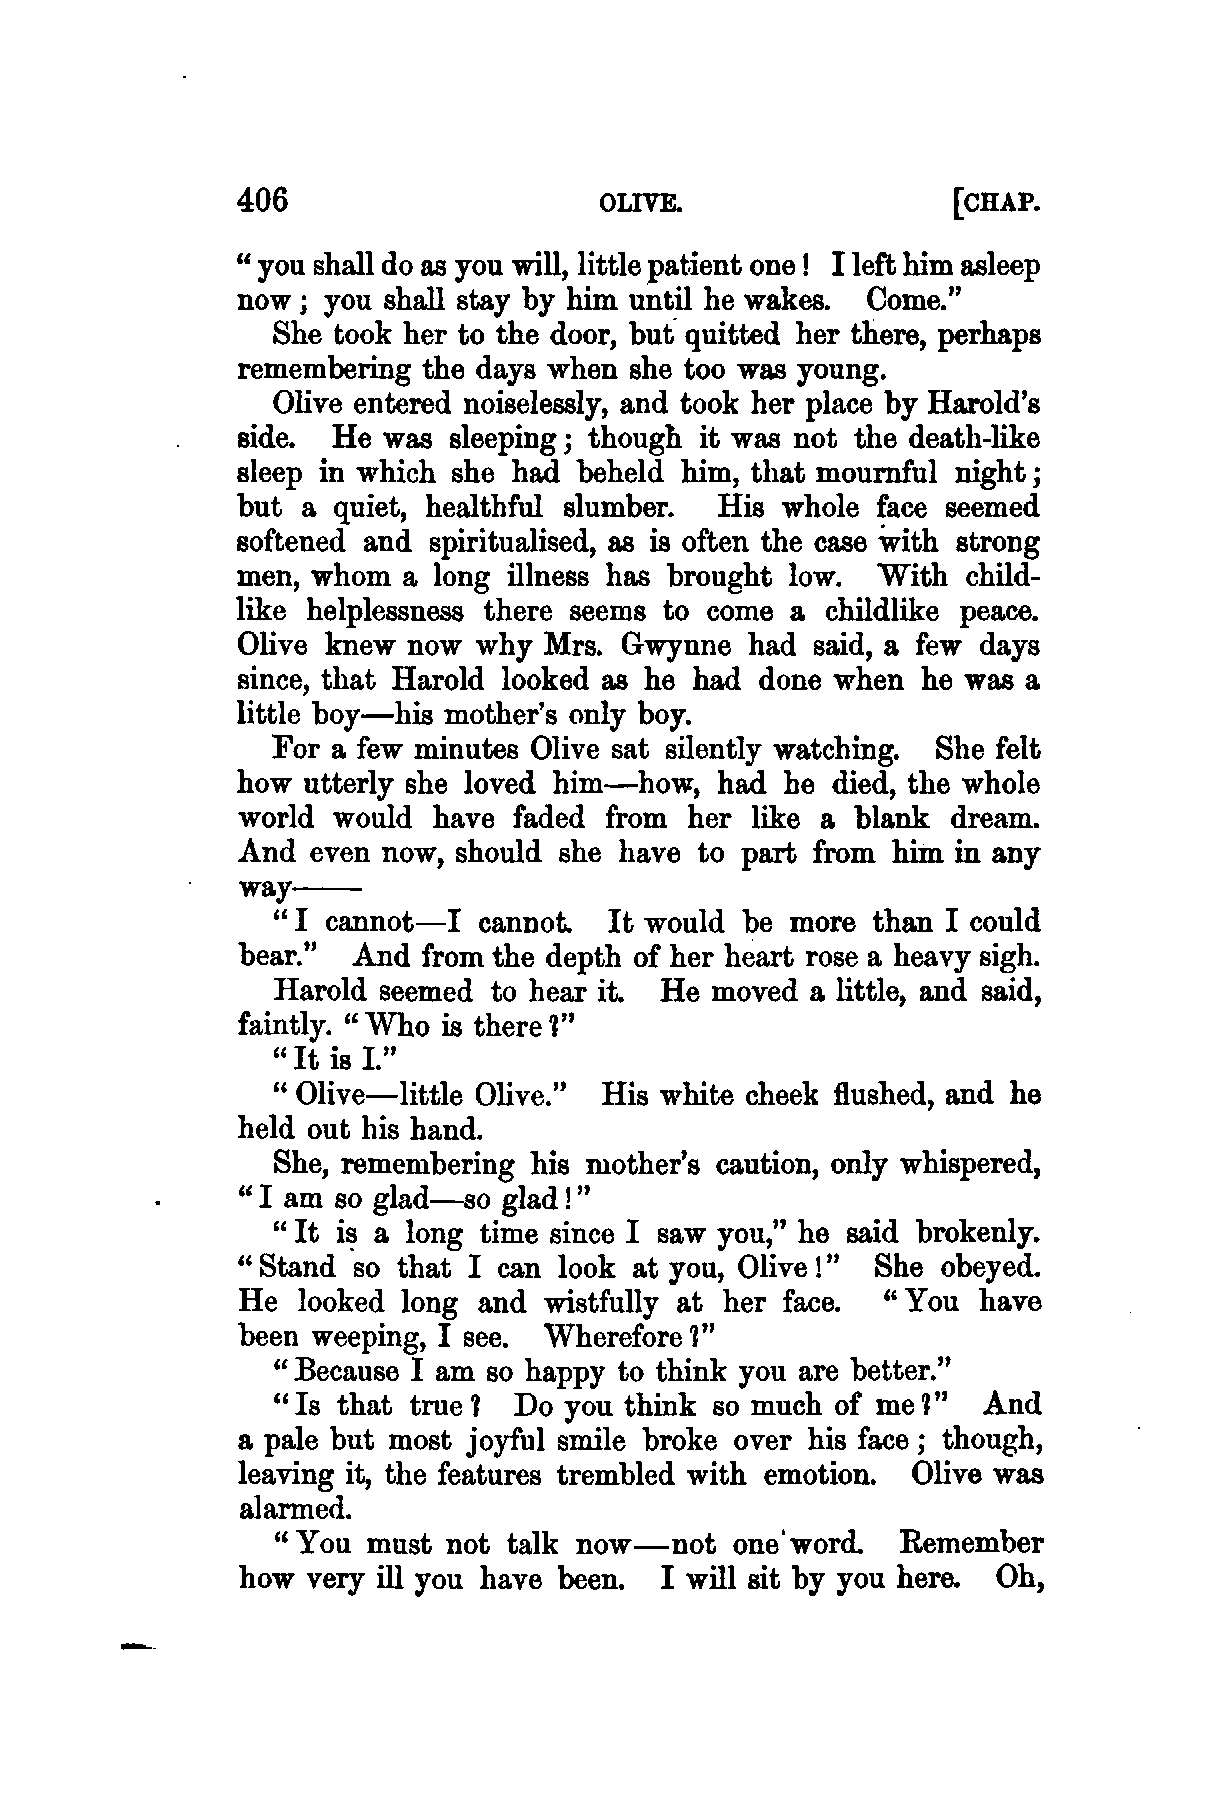 406 OLIVE. [CHAP.
“you shall do as you will, little patient one! I left him asleep
now; you shall stay by him until he wakes. Come.”
She took her to the door, but quitted her there, perhaps
remembering the days when she too was young.
Olive entered noiselessly, and took her place by Harold’s
side. He was sleeping; though it was not the death-like
sleep in which she had beheld him, that mournful night;
but a quiet, healthful slumber. His whole face seemed
softened and spiritualised, as is often the case with strong
men, whom a long illness has brought low. With child-
like helplessness there seems to come a childlike peace.
Olive knew now why Mrs. Gwynne had said, a few days
since, that Harold looked as he had done when he was a
little boy—his mother’s only boy.
For a few minutes Olive sat silently watching. She felt
how utterly she loved him—how, had he died, the whole
world would have faded from her like a blank dream.
And even now, should she have to part from him in any
way——
“I cannot—I cannot. It would be more than I could
bear.” And from the depth of her heart rose a heavy sigh.
Harold seemed to hear it. He moved a little, and said,
faintly. “Who is there?”
“It is I.”
“Olive—little Olive.” His white cheek flushed, and he
held out his hand.
She, remembering his mother’s caution, only whispered,
“I am so glad—so glad!”
“It is a long time since I saw you,” he said brokenly.
“Stand so that I can look at you, Olive!” She obeyed.
He looked long and wistfully at her face. “You have
been weeping, I see. Wherefore?”
“Because I am so happy to think you are better.”
“Is that true? Do you think so much of me?” And
a pale but most joyful smile broke over his face; though,
leaving it, the features trembled with emotion. Olive was
alarmed.
“You must not talk now—not one word. Remember
how very ill you have been. I will sit by you here. Oh,